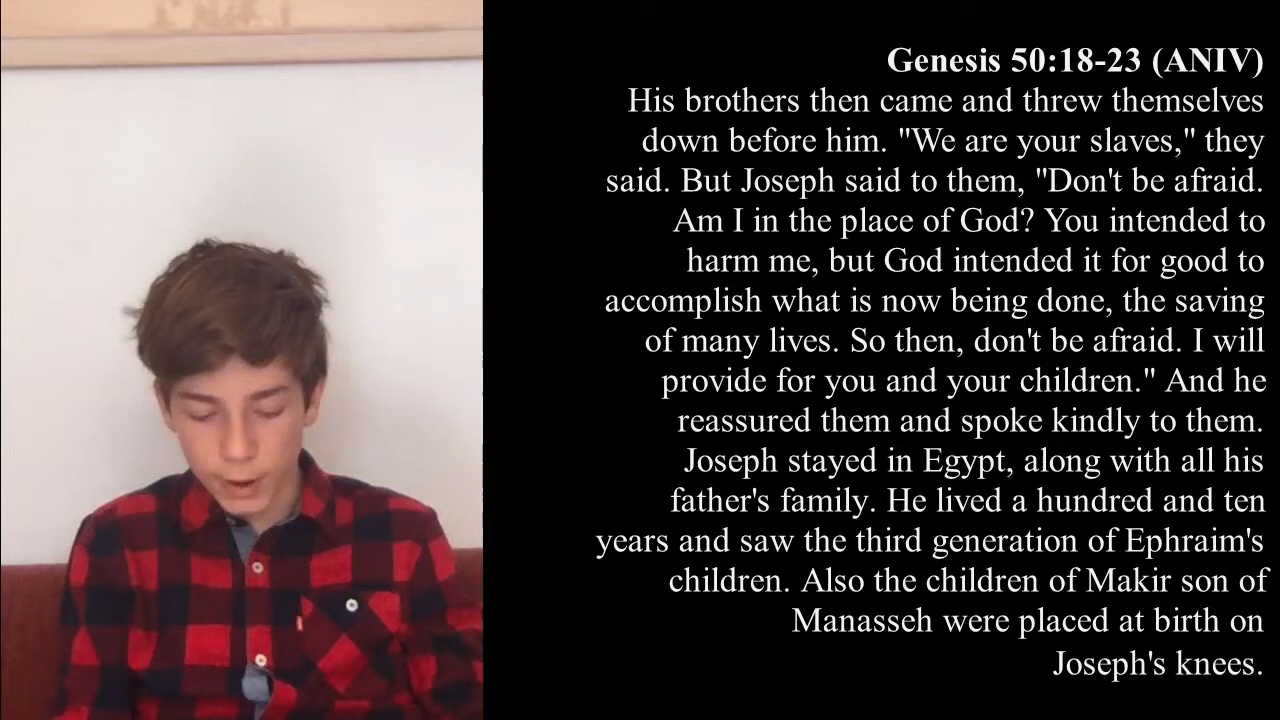 Genesis 50:18-23 (ANIV)
His brothers then came and threw themselves
down before him. "We are your slaves," they
said. But Joseph said to them, "Don't be afraid.
Am I in the place of God? You intended to
harm me, but God intended it for good to
accomplish what is now being done, the saving
of many lives. So then, don't be afraid. I will
provide for you and your children." And he
reassured them and spoke kindly to them.
Joseph stayed in Egypt, along with all his
father's family. He lived a hundred and ten
years and saw the third generation of Ephraim's
children. Also the children of Makir son of
Manasseh were placed at birth on
Joseph's knees.